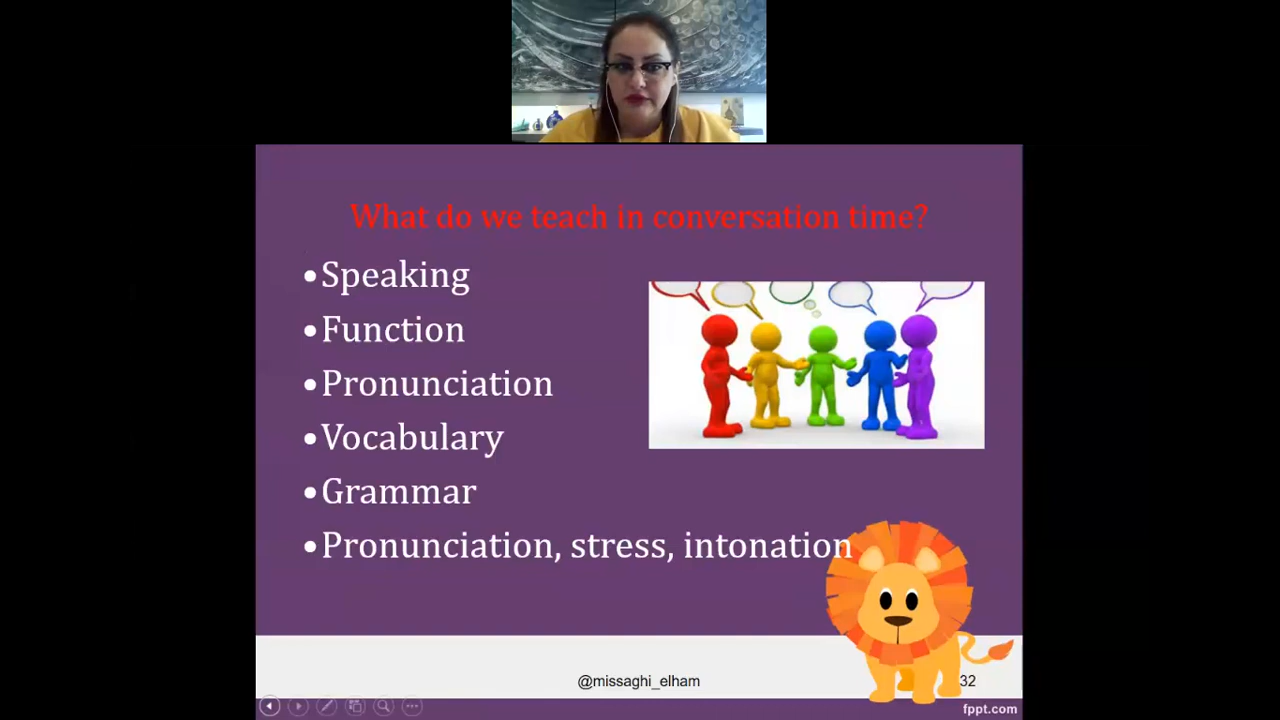 What do we teach in conversation time?
•Speaking
•Function
•Pronunciation
•Vocabulary
•Grammar
•Pronunciation, stress, intonation
@missaghi_elham
32
fppt.com